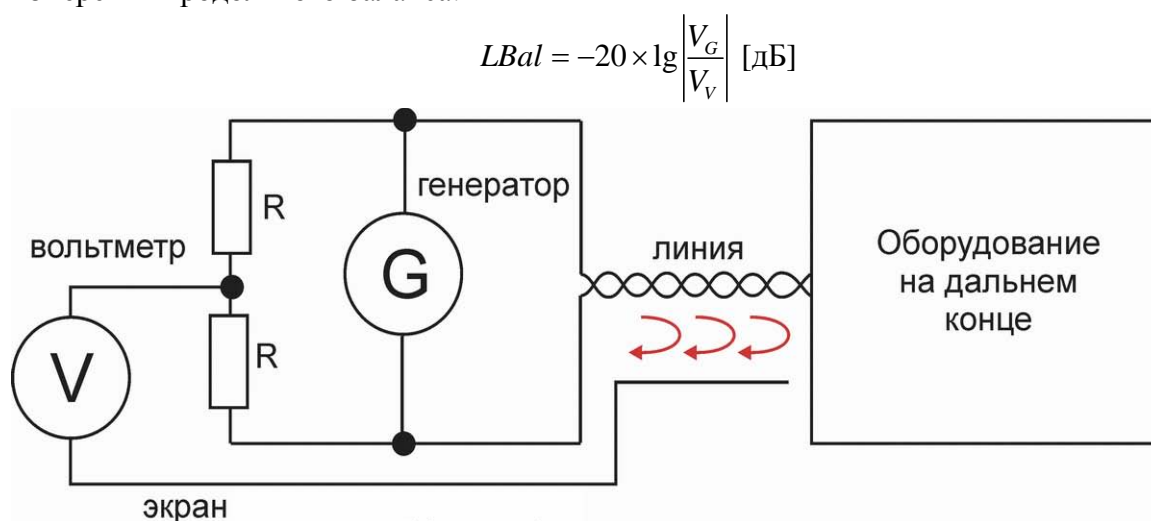 LBal = −20 × lg |V_G / V_V| [дБ]
генератор
R
вольтметр
G
линия
Оборудование
на дальнем
конце
R
V
экран